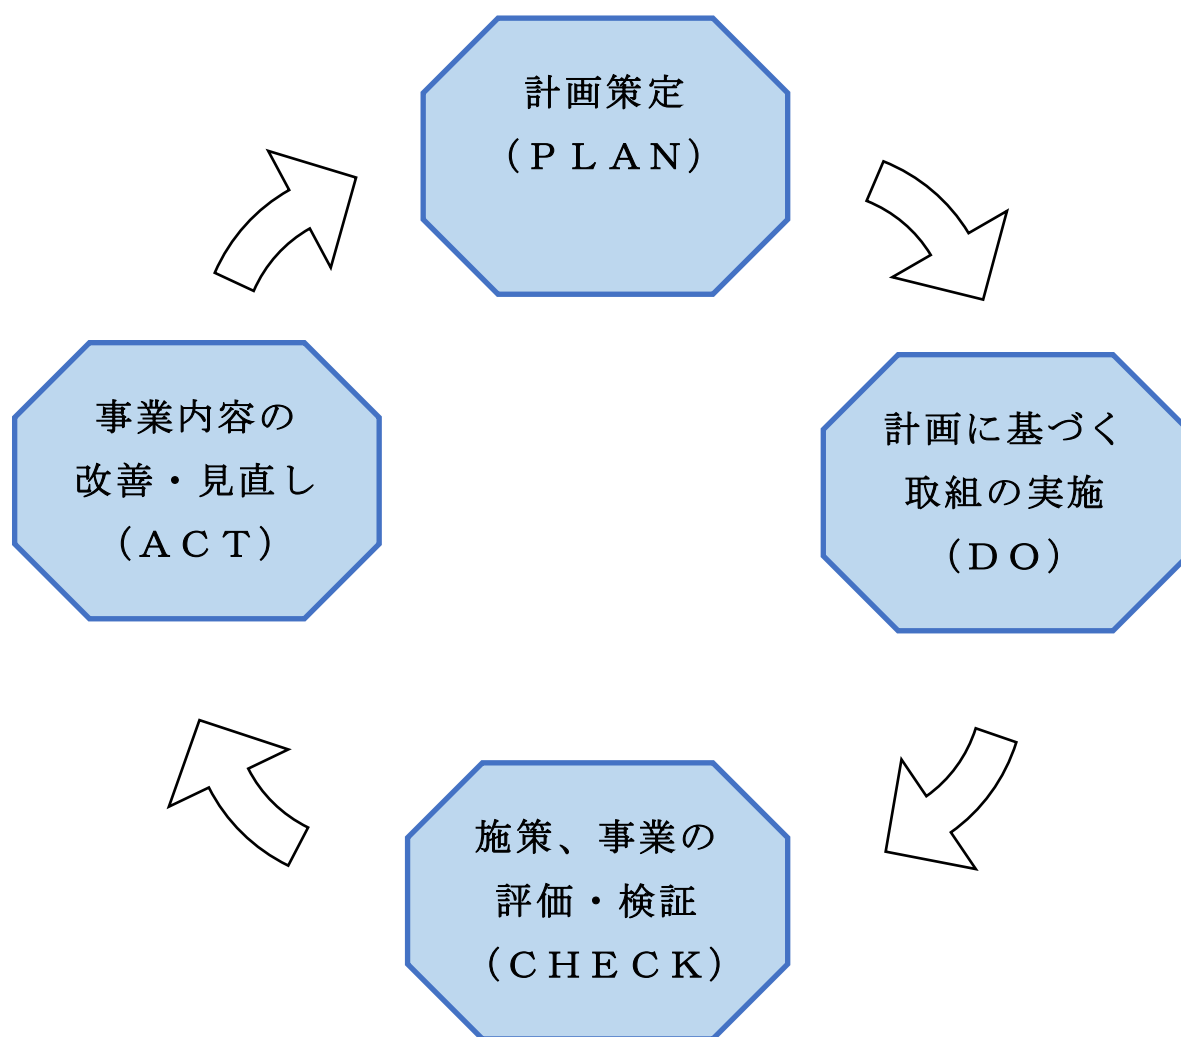 計画策定
（ＰＬＡＮ）
計画に基づく
取組の実施
（ＤＯ）
施策、事業の
評価・検証
（ＣＨＥＣＫ）
事業内容の
改善・見直し
（ＡＣＴ）